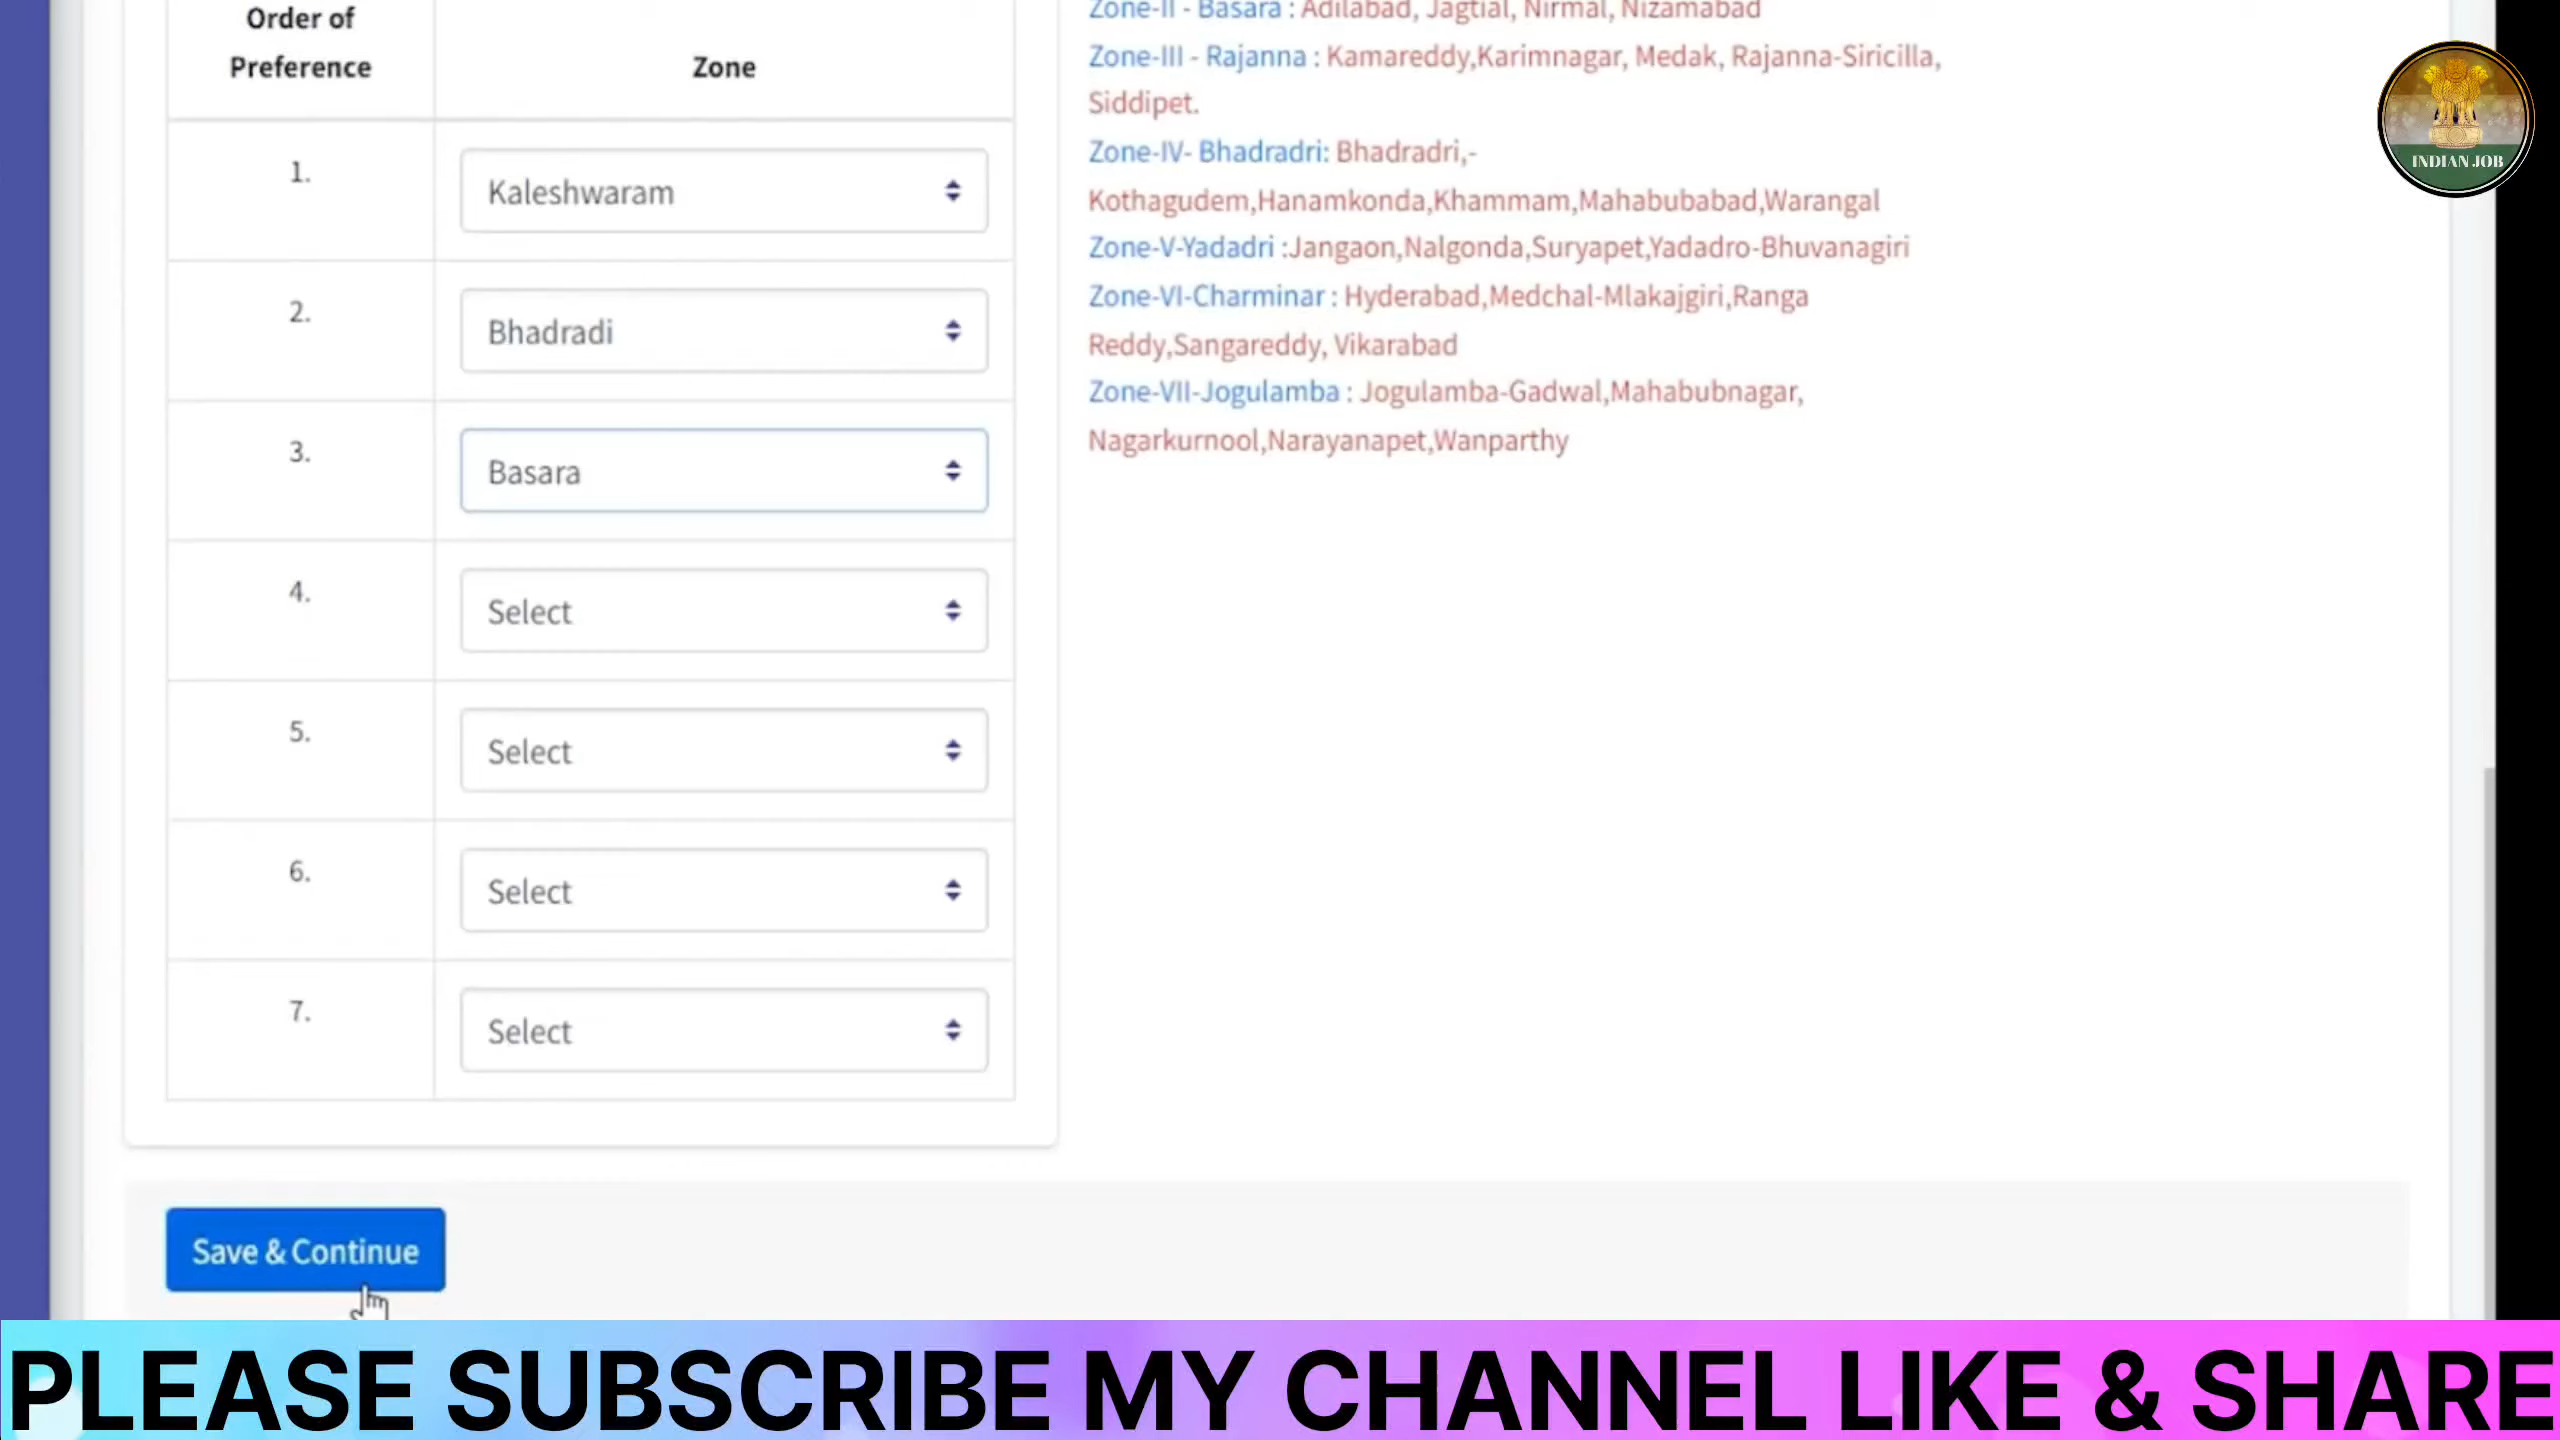 Order of
Preference
Zone
1.
Kaleshwaram
2.
Bhadradi
3.
Basara
4.
Select
5.
Select
6.
Select
7.
Select
Save & Continue
Zone-II - Basara : Adilabad, Jagtial, Nirmal, Nizamabad
Zone-III - Rajanna : Kamareddy,Karimnagar, Medak, Rajanna-Siricilla,
Siddipet.
Zone-IV- Bhadradri: Bhadradri,-
Kothagudem,Hanamkonda,Khammam,Mahabubabad,Warangal
Zone-V-Yadadri :Jangaon,Nalgonda,Suryapet,Yadadro-Bhuvanagiri
Zone-VI-Charminar : Hyderabad,Medchal-Mlakajgiri,Ranga
Reddy,Sangareddy, Vikarabad
Zone-VII-Jogulamba : Jogulamba-Gadwal,Mahabubnagar,
Nagarkurnool,Narayanapet,Wanparthy
INDIAN JOB
PLEASE SUBSCRIBE MY CHANNEL LIKE & SHARE